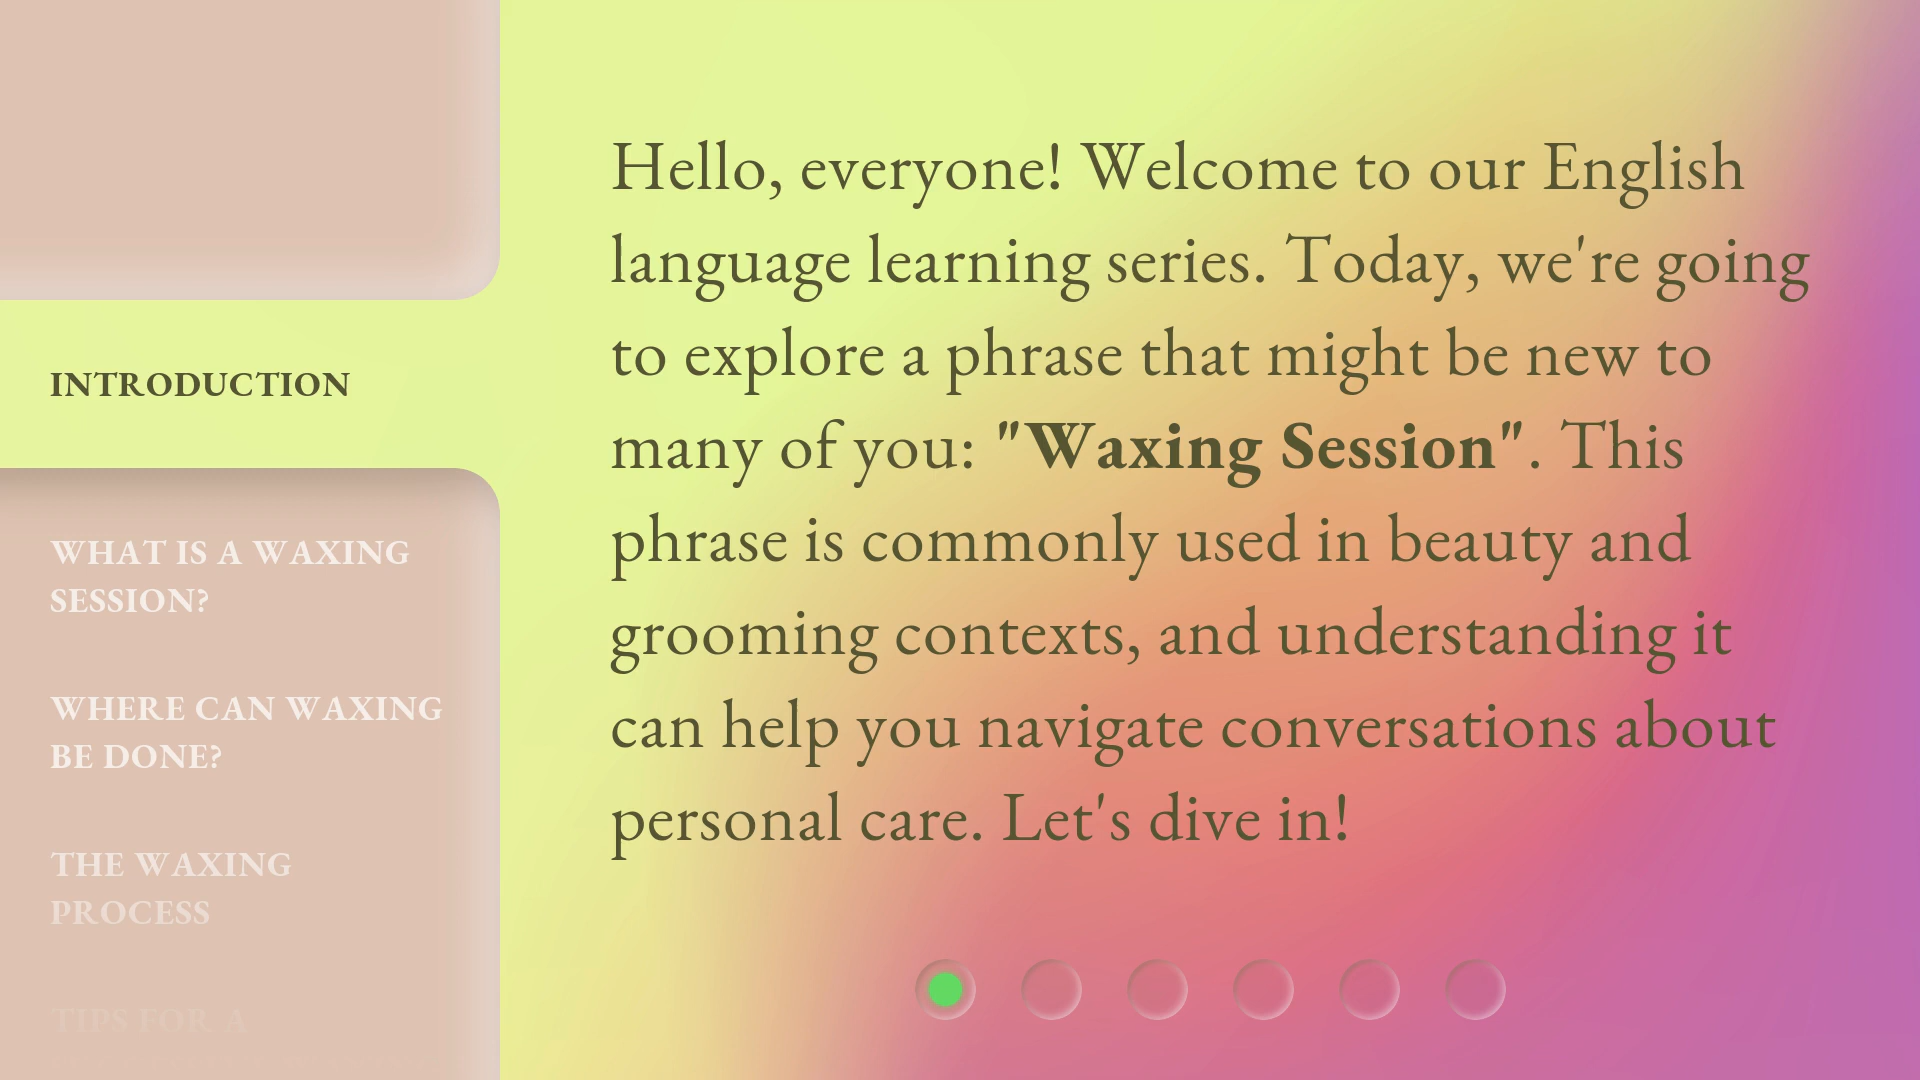 INTRODUCTION
WHAT IS A WAXING
SESSION?
WHERE CAN WAXING
BE DONE?
THE WAXING
PROCESS
TIPS FOR A
Hello, everyone! Welcome to our English
language learning series. Today, we're going
to explore a phrase that might be new to
many of you: "Waxing Session". This
phrase is commonly used in beauty and
grooming contexts, and understanding it
can help you navigate conversations about
personal care. Let's dive in!